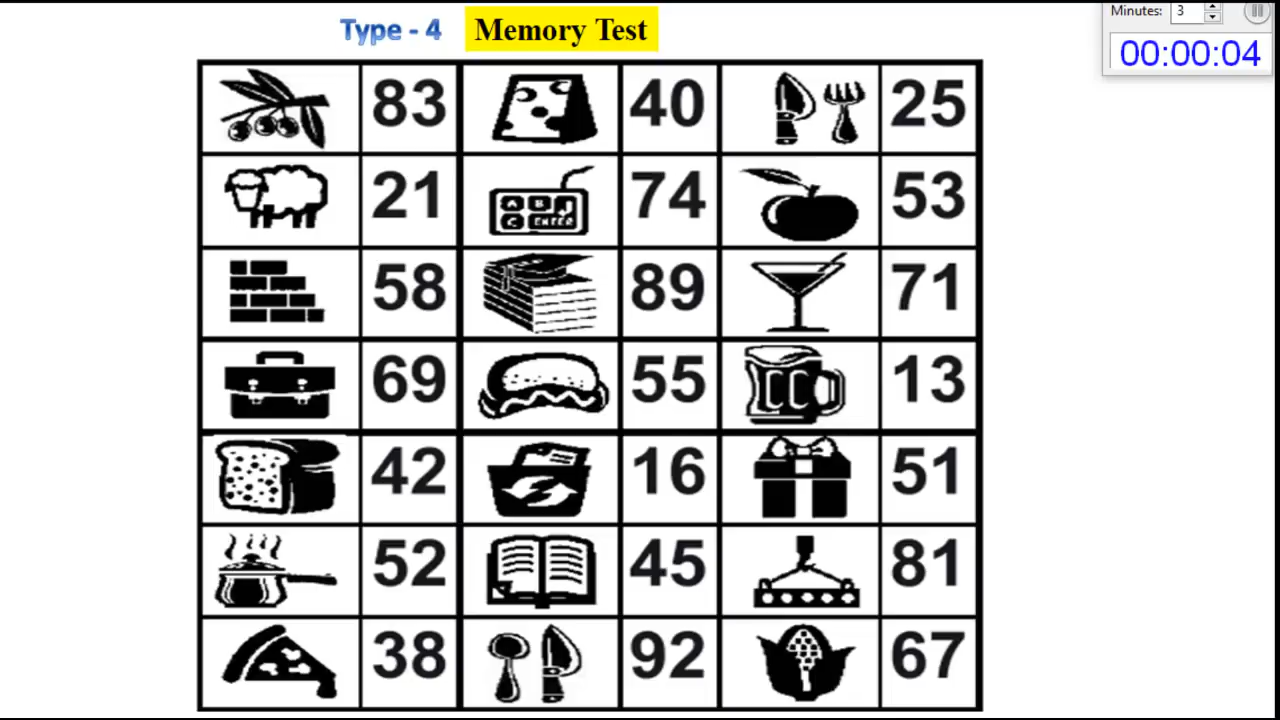 Minutes: 3
Type - 4 Memory Test
00:00:04
83 40 25
21 A B C ENTER 74 53
58 89 71
69 55 13
42 16 51
52 45 81
38 92 67